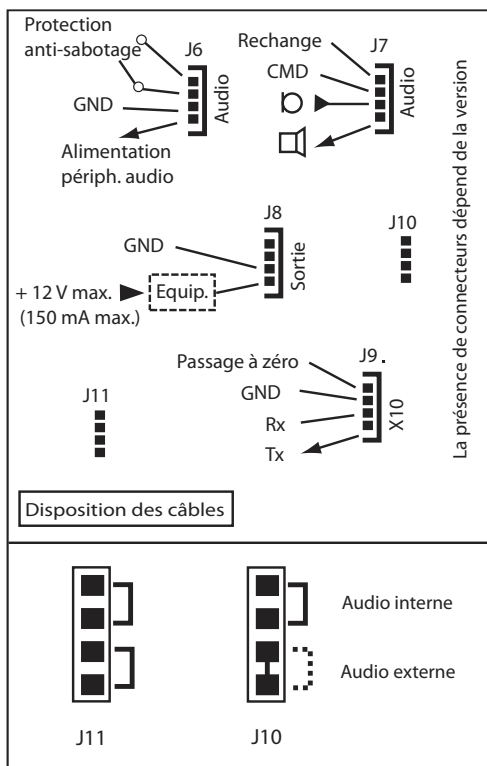 Protection
anti-sabotage
J6
GND
Audio
Alimentation
périph. audio
Rechange
J7
CMD
Audio
J8
GND
Sortie
+ 12 V max.
(150 mA max.)
Equip.
J10
Passage à zéro
J9 .
GND
Rx
Tx
X10
J11
La présence de connecteurs dépend de la version
Disposition des câbles
Audio interne
Audio externe
J11
J10